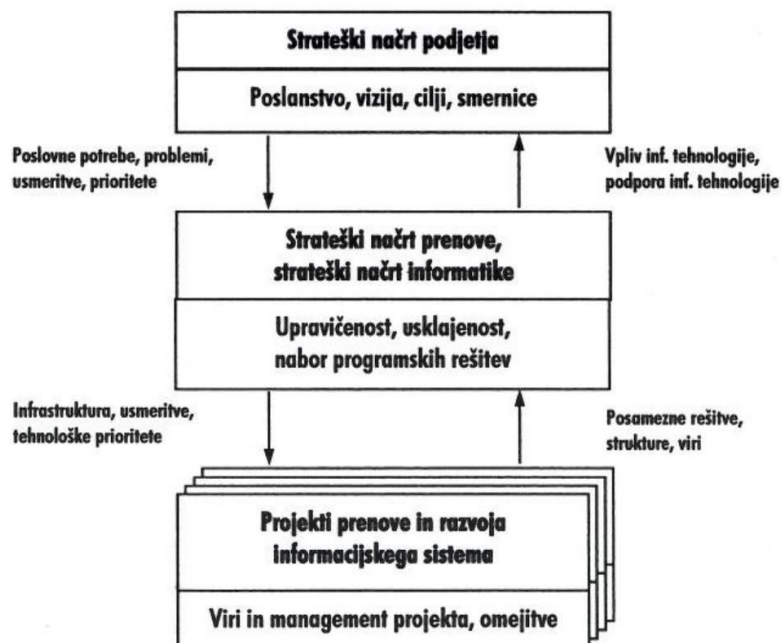 Strateški načrt podjetja
Poslanstvo, vizija, cilji, smernice
Poslovne potrebe, problemi,
usmeritve, prioritete
Vpliv inf. tehnologije,
podpora inf. tehnologije
Strateški načrt prenove,
strateški načrt informatike
Upravičenost, usklajenost,
nabor programskih rešitev
Infrastruktura, usmeritve,
tehnološke prioritete
Posamezne rešitve,
strukture, viri
Projekti prenove in razvoja
informacijskega sistema
Viri in management projekta, omejitve